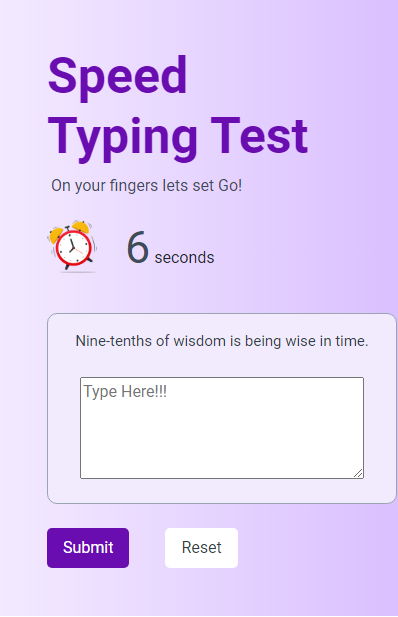 Speed
Typing Test
On your fingers lets set Go!
6 seconds
Nine-tenths of wisdom is being wise in time.
Type Here!!!
Submit Reset